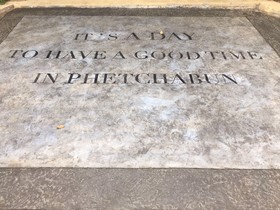 IT'S A DAY
TO HAVE A GOOD TIME
IN PHETCHABUN